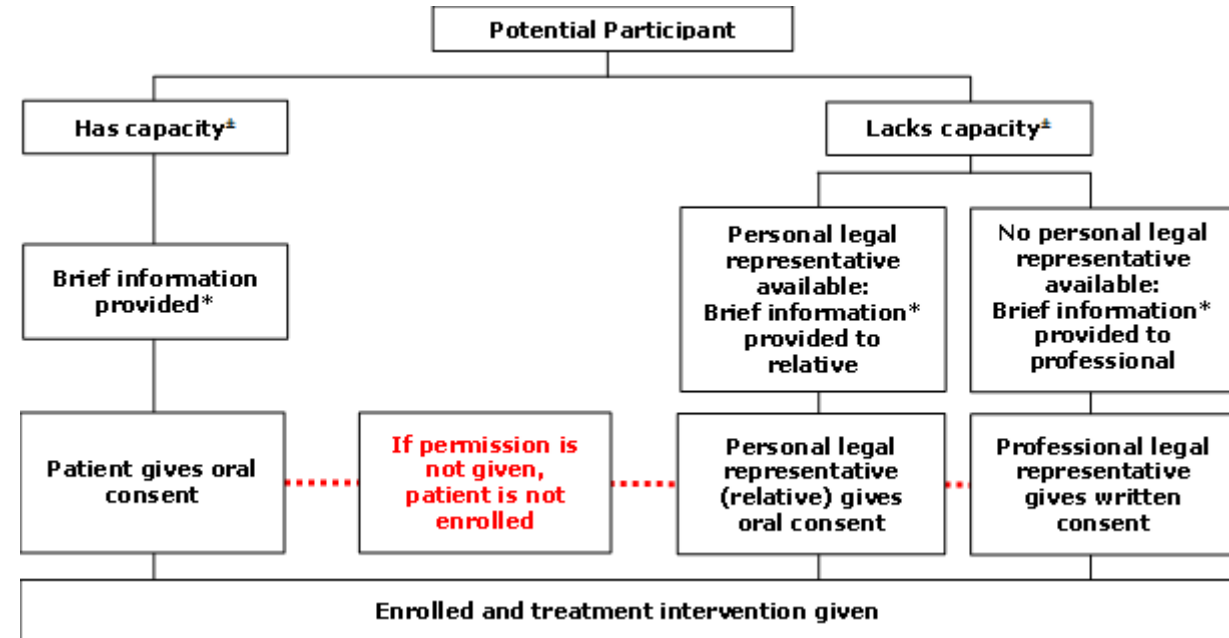 Potential Participant
Has capacity±
Lacks capacity±
Brief information
provided*
Personal legal
representative
available:
Brief information*
provided to
relative
No personal legal
representative
available:
Brief information*
provided to
professional
Patient gives oral
consent
If permission is
not given,
patient is not
enrolled
Personal legal
representative
(relative) gives
oral consent
Professional legal
representative
gives written
consent
Enrolled and treatment intervention given